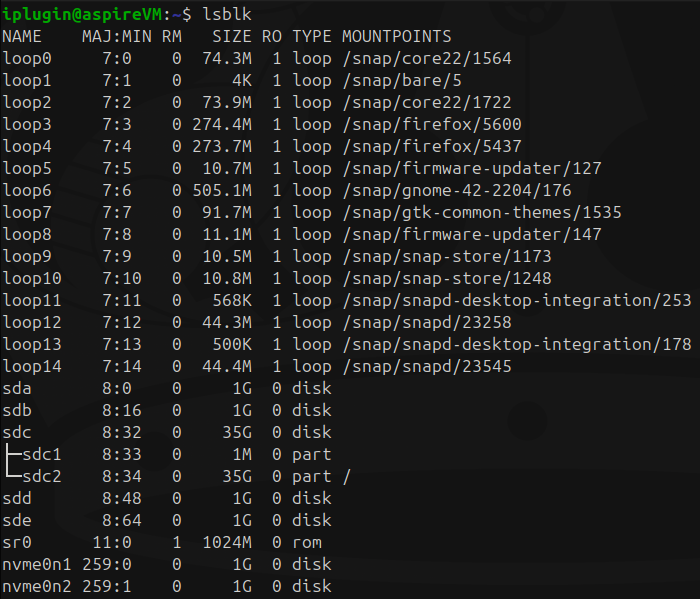 iplugin@aspireVM:~$ lsblk
NAME    MAJ:MIN RM   SIZE RO TYPE MOUNTPOINTS
loop0     7:0    0  74.3M  1 loop /snap/core22/1564
loop1     7:1    0     4K  1 loop /snap/bare/5
loop2     7:2    0  73.9M  1 loop /snap/core22/1722
loop3     7:3    0 274.4M  1 loop /snap/firefox/5600
loop4     7:4    0 273.7M  1 loop /snap/firefox/5437
loop5     7:5    0  10.7M  1 loop /snap/firmware-updater/127
loop6     7:6    0 505.1M  1 loop /snap/gnome-42-2204/176
loop7     7:7    0  91.7M  1 loop /snap/gtk-common-themes/1535
loop8     7:8    0  11.1M  1 loop /snap/firmware-updater/147
loop9     7:9    0  10.5M  1 loop /snap/snap-store/1173
loop10    7:10   0  10.8M  1 loop /snap/snap-store/1248
loop11    7:11   0   568K  1 loop /snap/snapd-desktop-integration/253
loop12    7:12   0  44.3M  1 loop /snap/snapd/23258
loop13    7:13   0   500K  1 loop /snap/snapd-desktop-integration/178
loop14    7:14   0  44.4M  1 loop /snap/snapd/23545
sda       8:0    0     1G  0 disk
sdb       8:16   0     1G  0 disk
sdc       8:32   0    35G  0 disk
├─sdc1    8:33   0     1M  0 part
└─sdc2    8:34   0    35G  0 part /
sdd       8:48   0     1G  0 disk
sde       8:64   0     1G  0 disk
sr0      11:0    1  1024M  0 rom
nvme0n1 259:0    0     1G  0 disk
nvme0n2 259:1    0     1G  0 disk